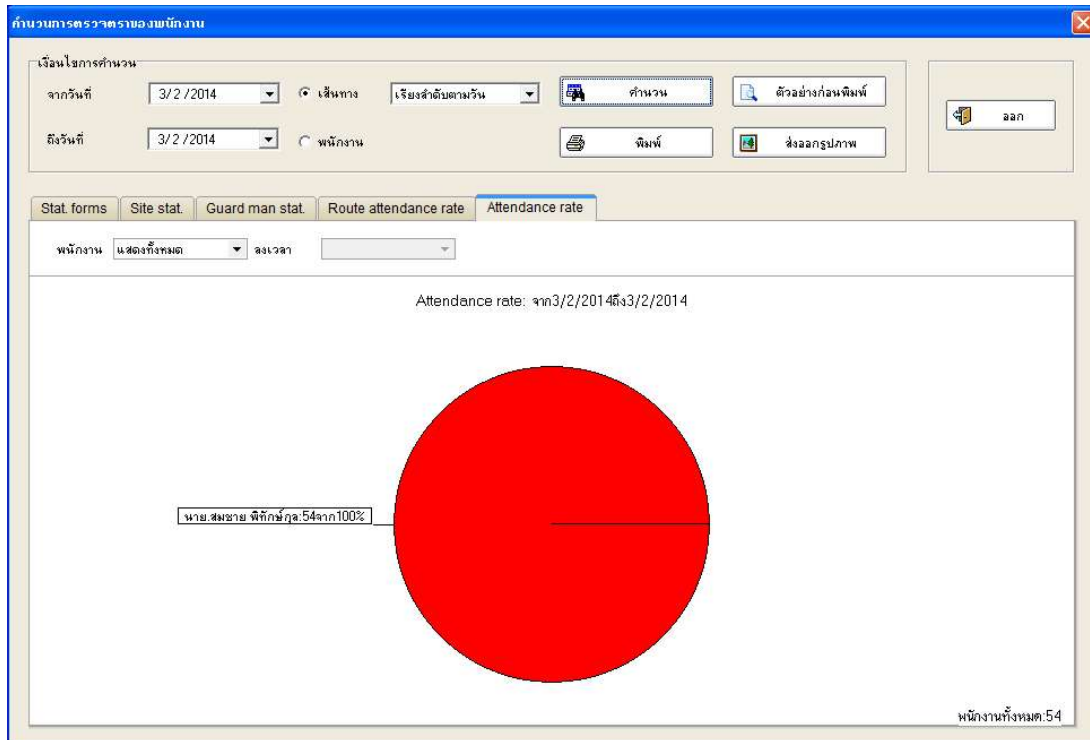 คำนวนการตรวจตราของพนักงาน
เงื่อนไขการคำนวน
จากวันที่ 3/ 2 /2014 เส้นทาง เรียงลำดับตามวัน คำนวน ตัวอย่างก่อนพิมพ์
ออก
ถึงวันที่ 3/ 2 /2014 พนักงาน พิมพ์ ส่งออกรูปภาพ
Stat. forms Site stat. Guard man stat. Route attendance rate Attendance rate
พนักงาน แสดงทั้งหมด ลงเวลา
Attendance rate: จาก3/2/2014ถึง3/2/2014
นาย.สมชาย พิทักษ์กุล:54จาก100%
พนักงานทั้งหมด:54